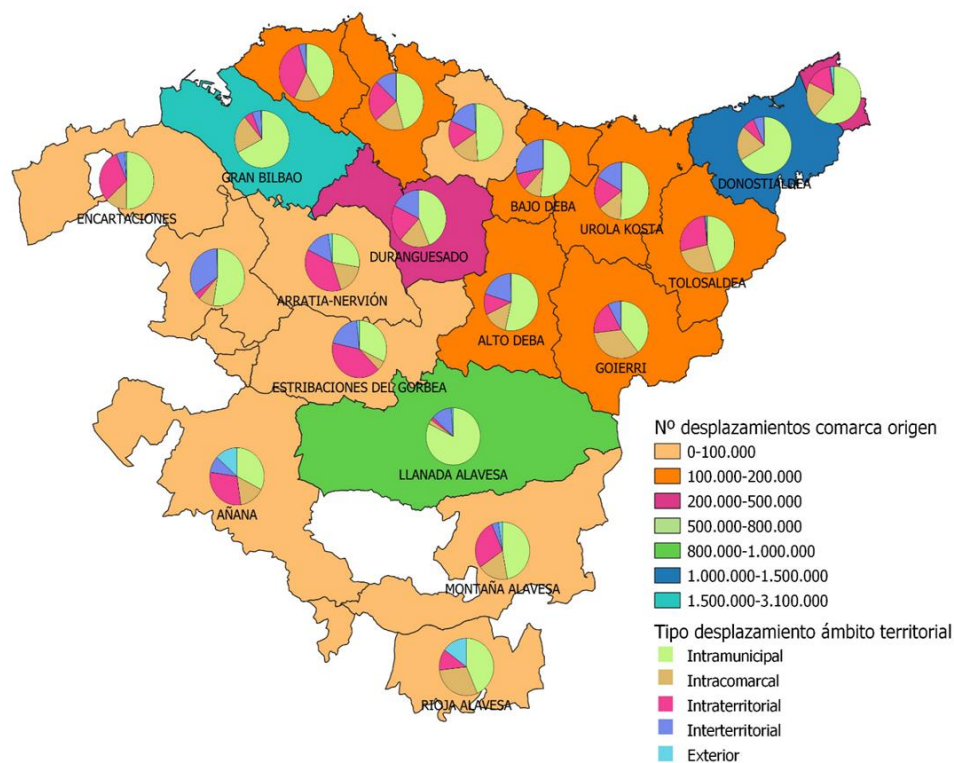 GRAN BILBAO
DONOSTIALDEA
ENCARTACIONES
BAJO DEBA
UROLA KOSTA
DURANGUESADO
TOLOSALDEA
ARRATIA-NERVIÓN
ALTO DEBA
GOIERRI
ESTRIBACIONES DEL GORBEA
LLANADA ALAVESA
AÑANA
MONTAÑA ALAVESA
RIOJA ALAVESA
Nº desplazamientos comarca origen
0-100.000
100.000-200.000
200.000-500.000
500.000-800.000
800.000-1.000.000
1.000.000-1.500.000
1.500.000-3.100.000
Tipo desplazamiento ámbito territorial
Intramunicipal
Intracomarcal
Intraterritorial
Interterritorial
Exterior